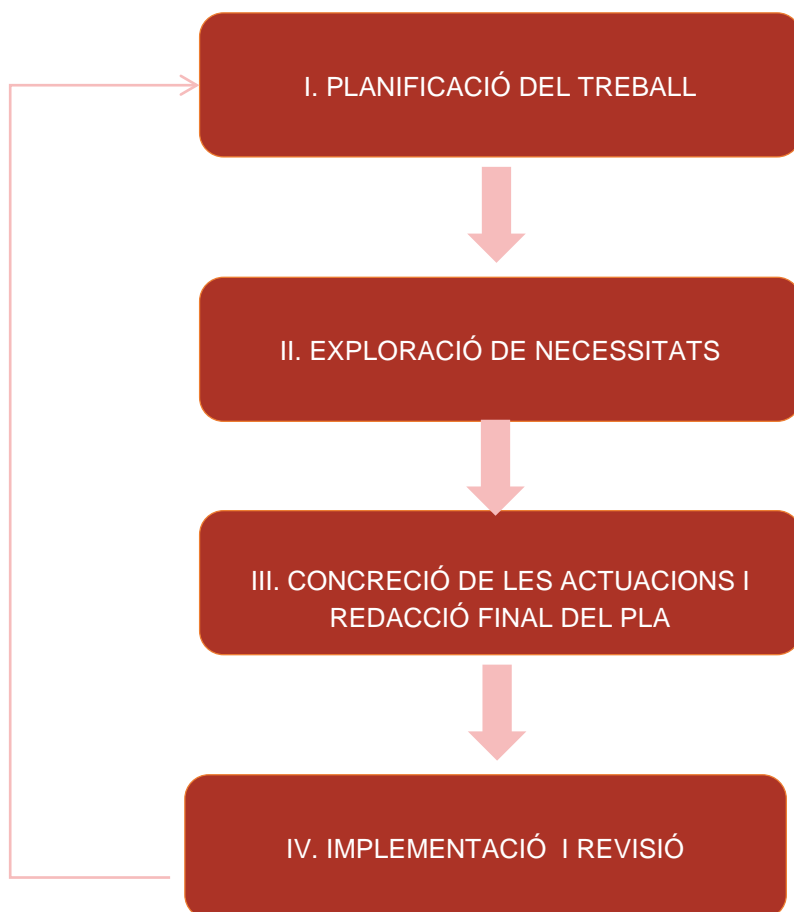 I. PLANIFICACIÓ DEL TREBALL
II. EXPLORACIÓ DE NECESSITATS
III. CONCRECIÓ DE LES ACTUACIONS I
REDACCIÓ FINAL DEL PLA
IV. IMPLEMENTACIÓ  I REVISIÓ